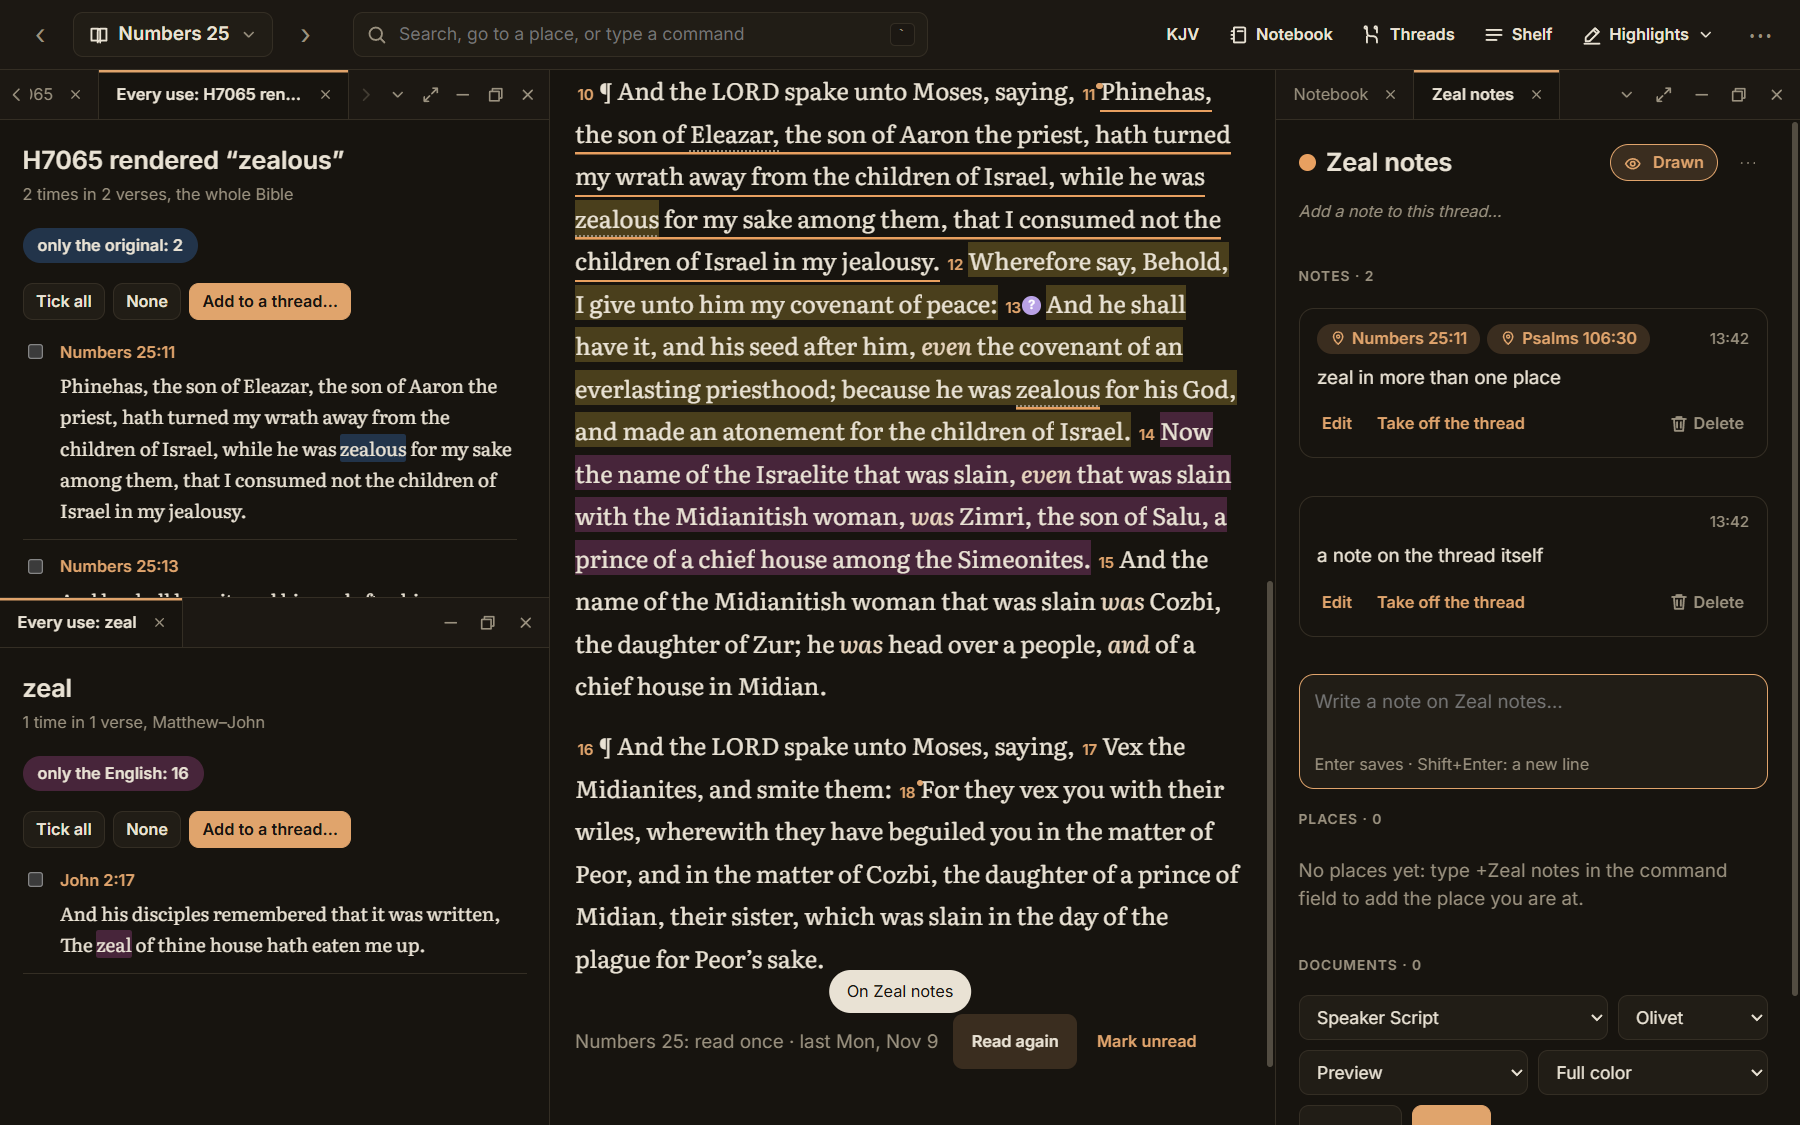 Numbers 25
Search, go to a place, or type a command
`
KJV
Notebook
Threads
Shelf
Highlights
065
Every use: H7065 ren...
H7065 rendered “zealous”
2 times in 2 verses, the whole Bible
only the original: 2
Tick all
None
Add to a thread...
Numbers 25:11
Phinehas, the son of Eleazar, the son of Aaron the
priest, hath turned my wrath away from the
children of Israel, while he was zealous for my sake
among them, that I consumed not the children of
Israel in my jealousy.
Numbers 25:13
Every use: zeal
zeal
1 time in 1 verse, Matthew–John
only the English: 16
Tick all
None
Add to a thread...
John 2:17
And his disciples remembered that it was written,
The zeal of thine house hath eaten me up.
10 ¶ And the LORD spake unto Moses, saying, 11 Phinehas,
the son of Eleazar, the son of Aaron the priest, hath turned
my wrath away from the children of Israel, while he was
zealous for my sake among them, that I consumed not the
children of Israel in my jealousy. 12 Wherefore say, Behold,
I give unto him my covenant of peace: 13 ? And he shall
have it, and his seed after him, even the covenant of an
everlasting priesthood; because he was zealous for his God,
and made an atonement for the children of Israel. 14 Now
the name of the Israelite that was slain, even that was slain
with the Midianitish woman, was Zimri, the son of Salu, a
prince of a chief house among the Simeonites. 15 And the
name of the Midianitish woman that was slain was Cozbi,
the daughter of Zur; he was head over a people, and of a
chief house in Midian.
16 ¶ And the LORD spake unto Moses, saying, 17 Vex the
Midianites, and smite them: 18 For they vex you with their
wiles, wherewith they have beguiled you in the matter of
Peor, and in the matter of Cozbi, the daughter of a prince of
Midian, their sister, which was slain in the day of the
plague for Peor’s sake.
On Zeal notes
Numbers 25: read once · last Mon, Nov 9
Read again
Mark unread
Notebook
Zeal notes
Zeal notes
Drawn
Add a note to this thread...
NOTES · 2
Numbers 25:11
Psalms 106:30
13:42
zeal in more than one place
Edit
Take off the thread
Delete
13:42
a note on the thread itself
Edit
Take off the thread
Delete
Write a note on Zeal notes...
Enter saves · Shift+Enter: a new line
PLACES · 0
No places yet: type +Zeal notes in the command
field to add the place you are at.
DOCUMENTS · 0
Speaker Script
Olivet
Preview
Full color